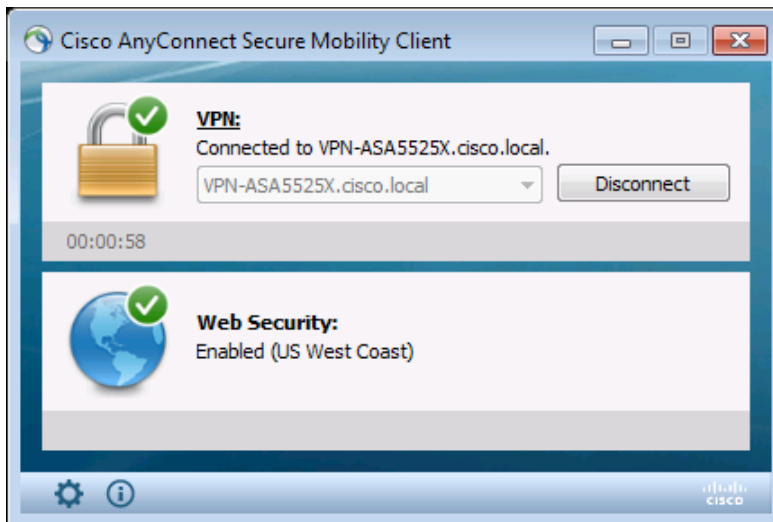 Cisco AnyConnect Secure Mobility Client
VPN:
Connected to VPN-ASA5525X.cisco.local.
VPN-ASA5525X.cisco.local
Disconnect
00:00:58
Web Security:
Enabled (US West Coast)
CISCO